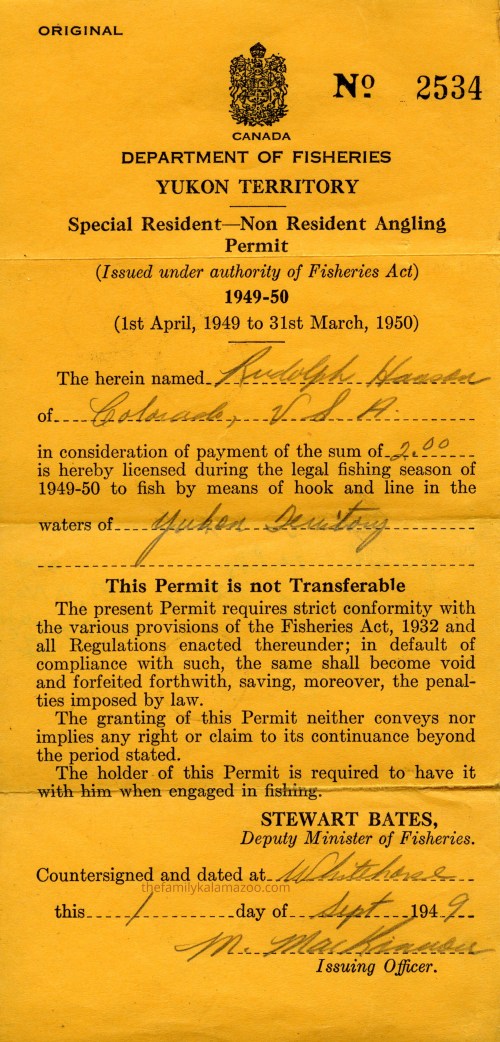 ORIGINAL
Nº 2534
CANADA
DEPARTMENT OF FISHERIES
YUKON TERRITORY
Special Resident—Non Resident Angling
Permit
(Issued under authority of Fisheries Act)
1949-50
(1st April, 1949 to 31st March, 1950)
The herein named Rudolph Hanson
of Colorado, U S A.
in consideration of payment of the sum of 2.00
is hereby licensed during the legal fishing season of
1949-50 to fish by means of hook and line in the
waters of Yukon Territory
This Permit is not Transferable
The present Permit requires strict conformity with
the various provisions of the Fisheries Act, 1932 and
all Regulations enacted thereunder; in default of
compliance with such, the same shall become void
and forfeited forthwith, saving, moreover, the penal-
ties imposed by law.
The granting of this Permit neither conveys nor
implies any right or claim to its continuance beyond
the period stated.
The holder of this Permit is required to have it
with him when engaged in fishing.
STEWART BATES,
Deputy Minister of Fisheries.
Countersigned and dated at Whitehorse
thefamilykalamazoo.com
this 1 day of Sept 1949
M. MacKinnon
Issuing Officer.